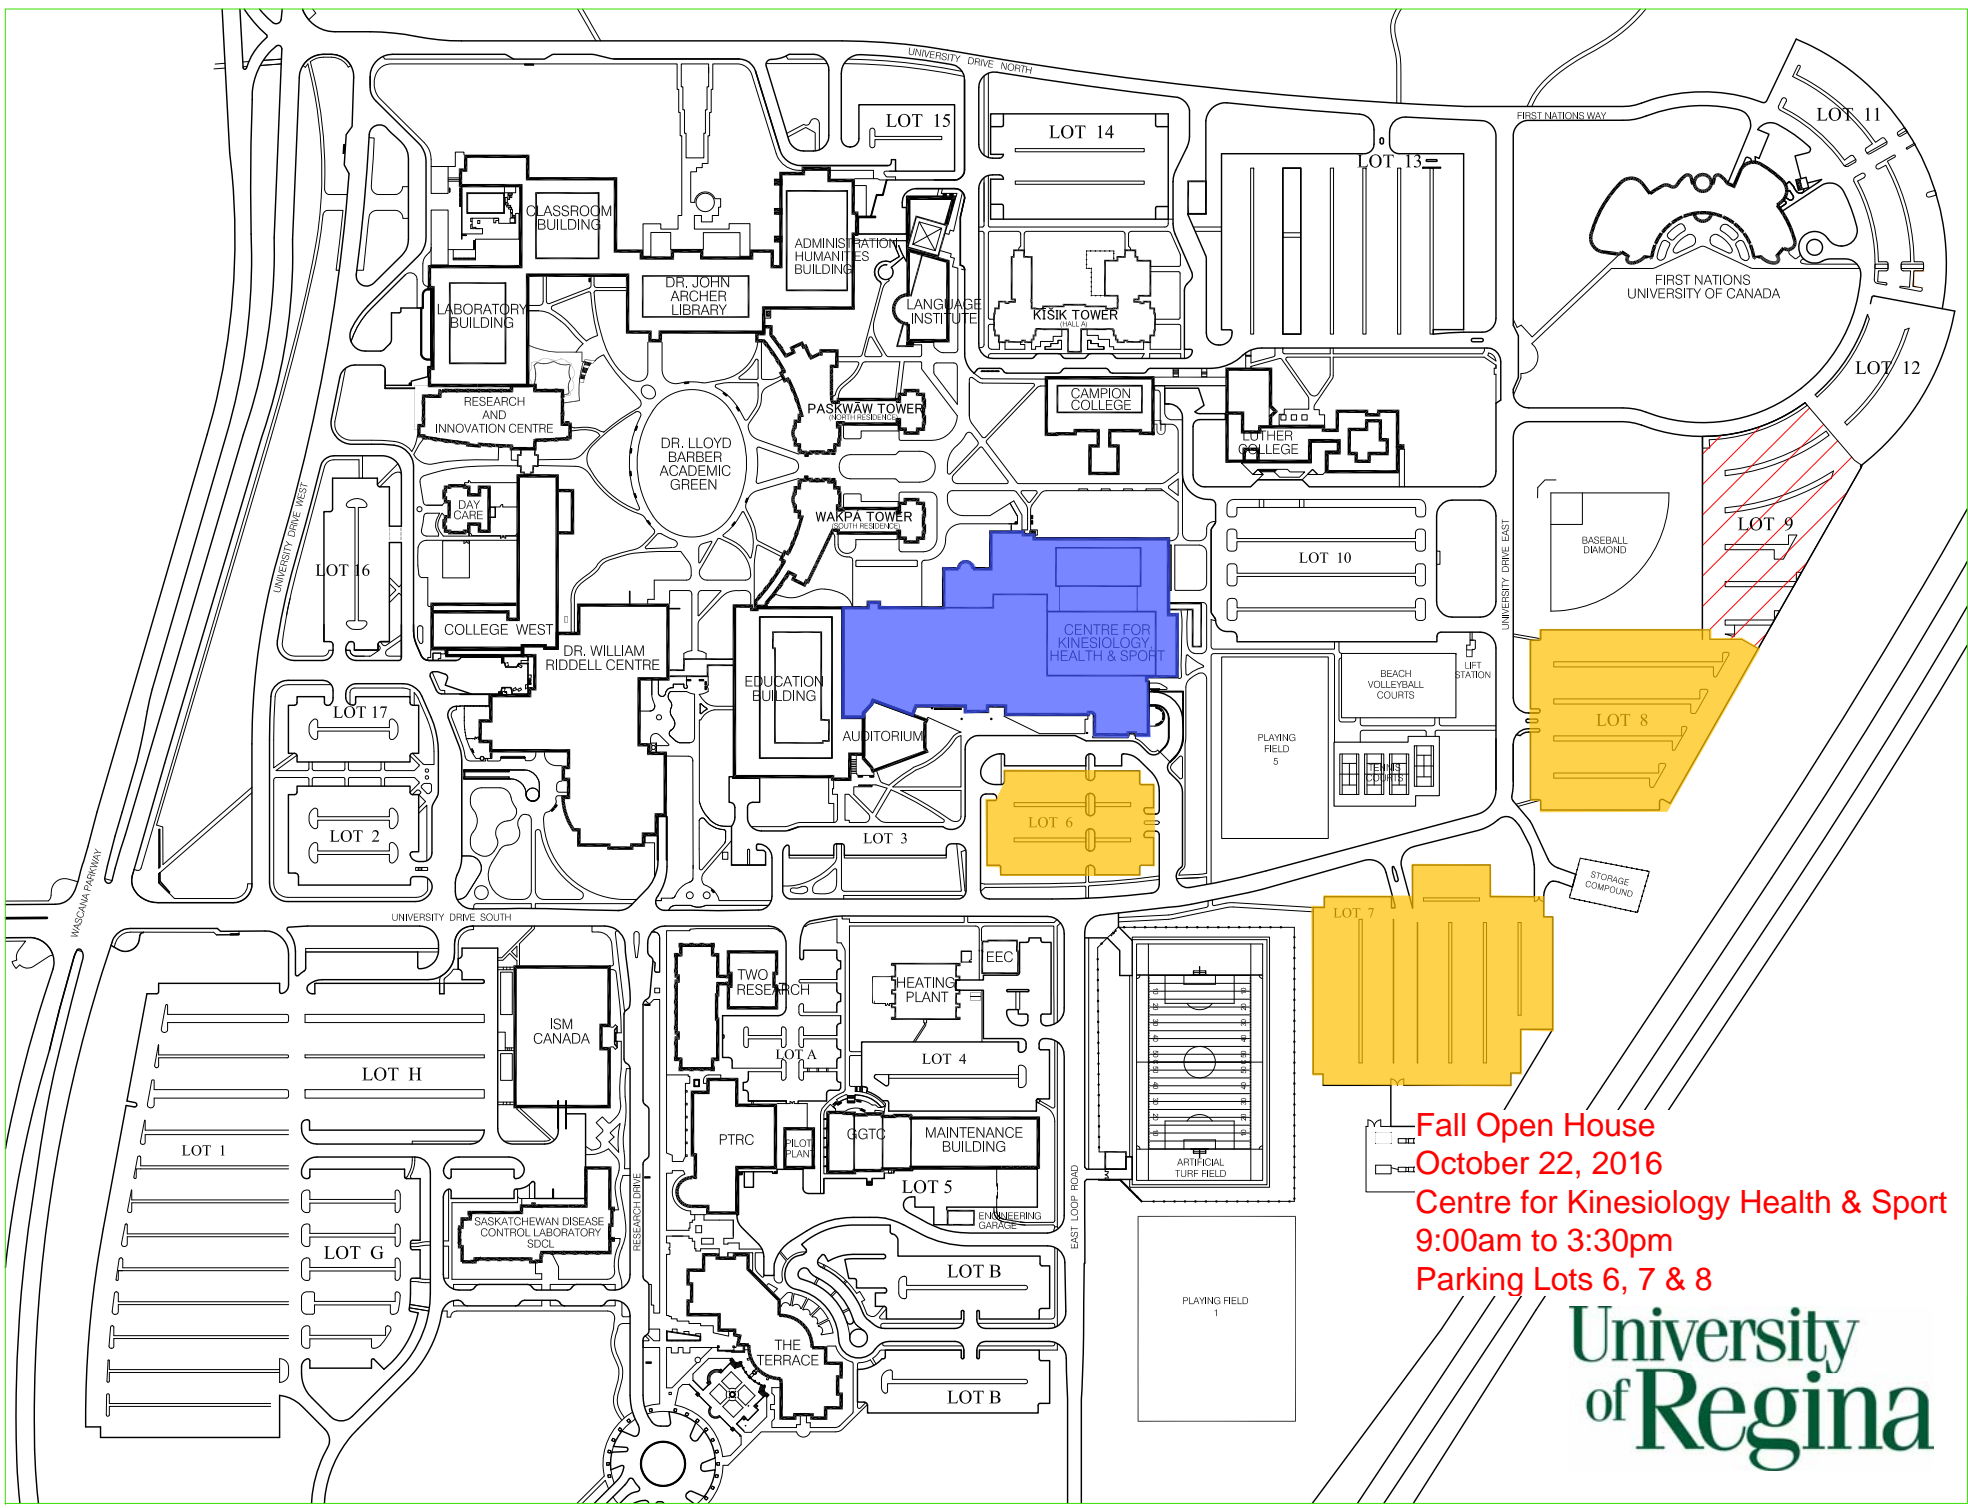 UNIVERSITY DRIVE NORTH
FIRST NATIONS WAY
LOT 11
LOT 15
LOT 14
LOT 13
CLASSROOM
BUILDING
ADMINISTRATION
HUMANITIES
BUILDING
DR. JOHN
ARCHER
LIBRARY
LABORATORY
BUILDING
LANGUAGE
INSTITUTE
KĪŠIK TOWER
(HALL A)
FIRST NATIONS
UNIVERSITY OF CANADA
LOT 12
RESEARCH
AND
INNOVATION CENTRE
PASKWĀW TOWER
(NORTH RESIDENCE)
CAMPION
COLLEGE
LUTHER
COLLEGE
DR. LLOYD
BARBER
ACADEMIC
GREEN
DAY
CARE
WAKPÁ TOWER
(SOUTH RESIDENCE)
UNIVERSITY DRIVE WEST
LOT 16
LOT 10
UNIVERSITY DRIVE EAST
BASEBALL
DIAMOND
LOT 9
COLLEGE WEST
DR. WILLIAM
RIDDELL CENTRE
CENTRE FOR
KINESIOLOGY,
HEALTH & SPORT
EDUCATION
BUILDING
AUDITORIUM
BEACH
VOLLEYBALL
COURTS
LIFT
STATION
LOT 8
LOT 17
PLAYING
FIELD
5
TENNIS
COURTS
LOT 2
LOT 3
LOT 6
STORAGE
COMPOUND
WASCANA PARKWAY
UNIVERSITY DRIVE SOUTH
LOT 7
TWO
RESEARCH
HEATING
PLANT
EEC
ISM
CANADA
LOT A
LOT 4
LOT H
LOT 1
PTRC
PILOT
PLANT
GGTC
MAINTENANCE
BUILDING
ARTIFICIAL
TURF FIELD
LOT 5
ENGINEERING
GARAGE
RESEARCH DRIVE
EAST LOOP ROAD
SASKATCHEWAN DISEASE
CONTROL LABORATORY
SDCL
LOT G
LOT B
THE
TERRACE
LOT B
PLAYING FIELD
1
Fall Open House
October 22, 2016
Centre for Kinesiology Health & Sport
9:00am to 3:30pm
Parking Lots 6, 7 & 8
University
of Regina